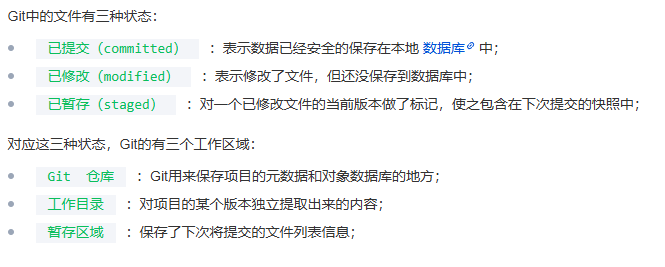 Git中的文件有三种状态：
已提交（committed） ：表示数据已经安全的保存在本地 数据库 中；
已修改（modified） ：表示修改了文件，但还没保存到数据库中；
已暂存（staged） ：对一个已修改文件的当前版本做了标记，使之包含在下次提交的快照中；
对应这三种状态，Git的有三个工作区域：
Git 仓库 ：Git用来保存项目的元数据和对象数据库的地方；
工作目录 ：对项目的某个版本独立提取出来的内容；
暂存区域 ：保存了下次将提交的文件列表信息；